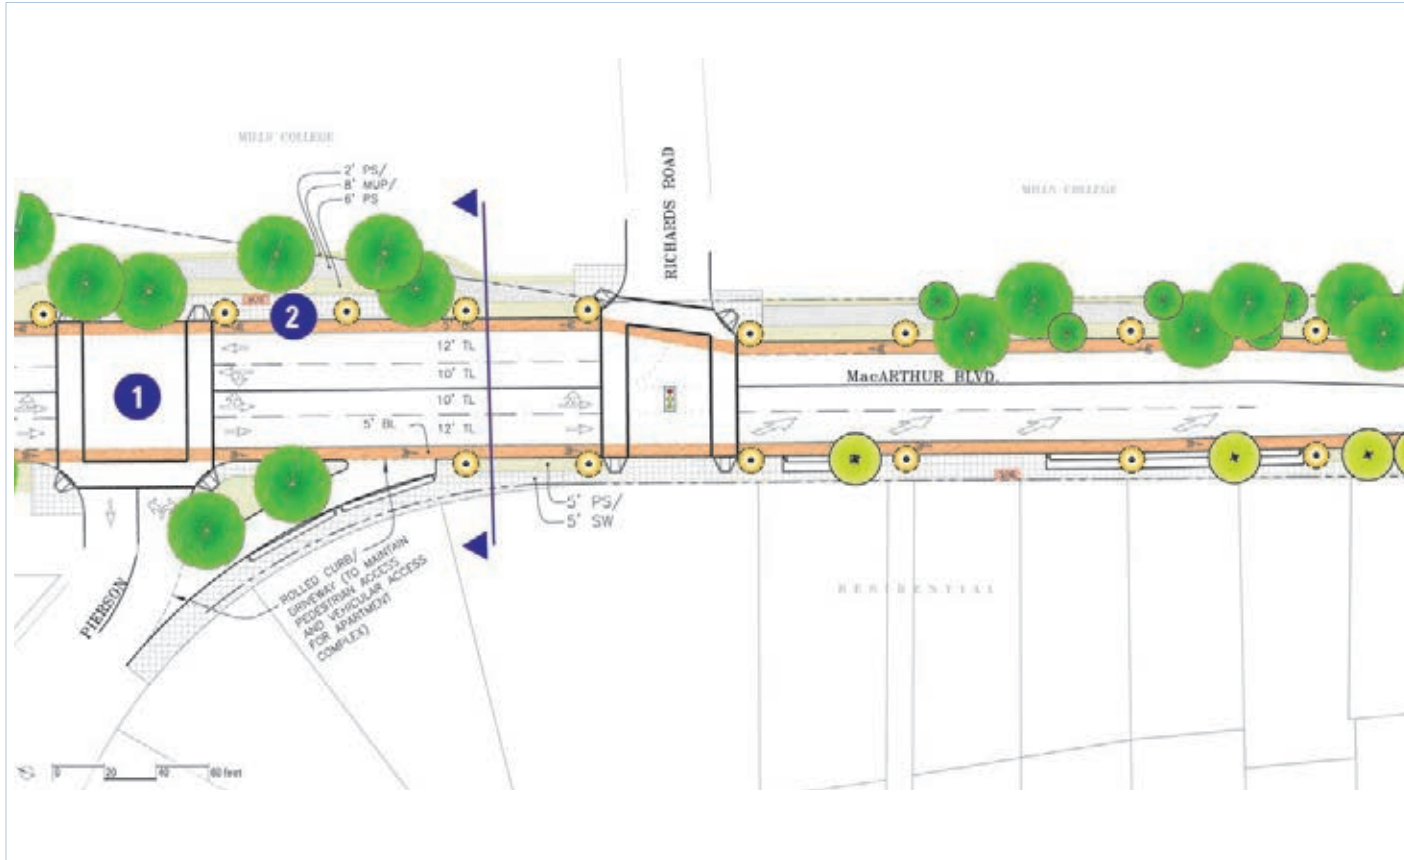 MILLS COLLEGE
2' PS/
8' MUP/
6' PS
RICHARDS ROAD
MILLS COLLEGE
2
12' TL
10' TL
1
10' TL
12' TL
5' BL
MacARTHUR BLVD.
5' PS/
5' SW
ROLLED CURB/
DRIVEWAY (TO MAINTAIN
PEDESTRIAN ACCESS
AND VEHICULAR ACCESS
FOR APARTMENT
COMPLEX)
PIERSON
RESIDENTIAL
0 20 40 60 feet